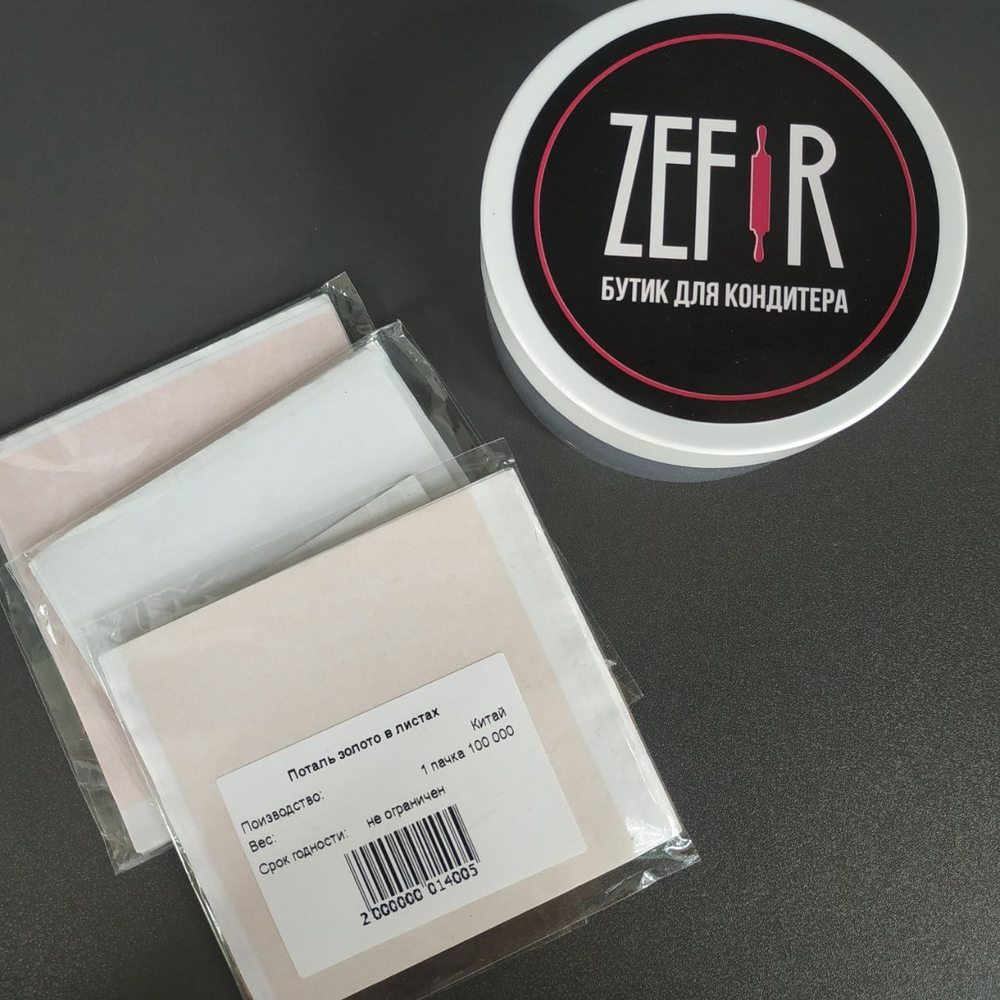 ZEFIR
БУТИК ДЛЯ КОНДИТЕРА
Поталь золото в листах
Поизводство: Китай
Вес: 1 пачка 100 000
Срок годности: не ограничен
2 000000 014005